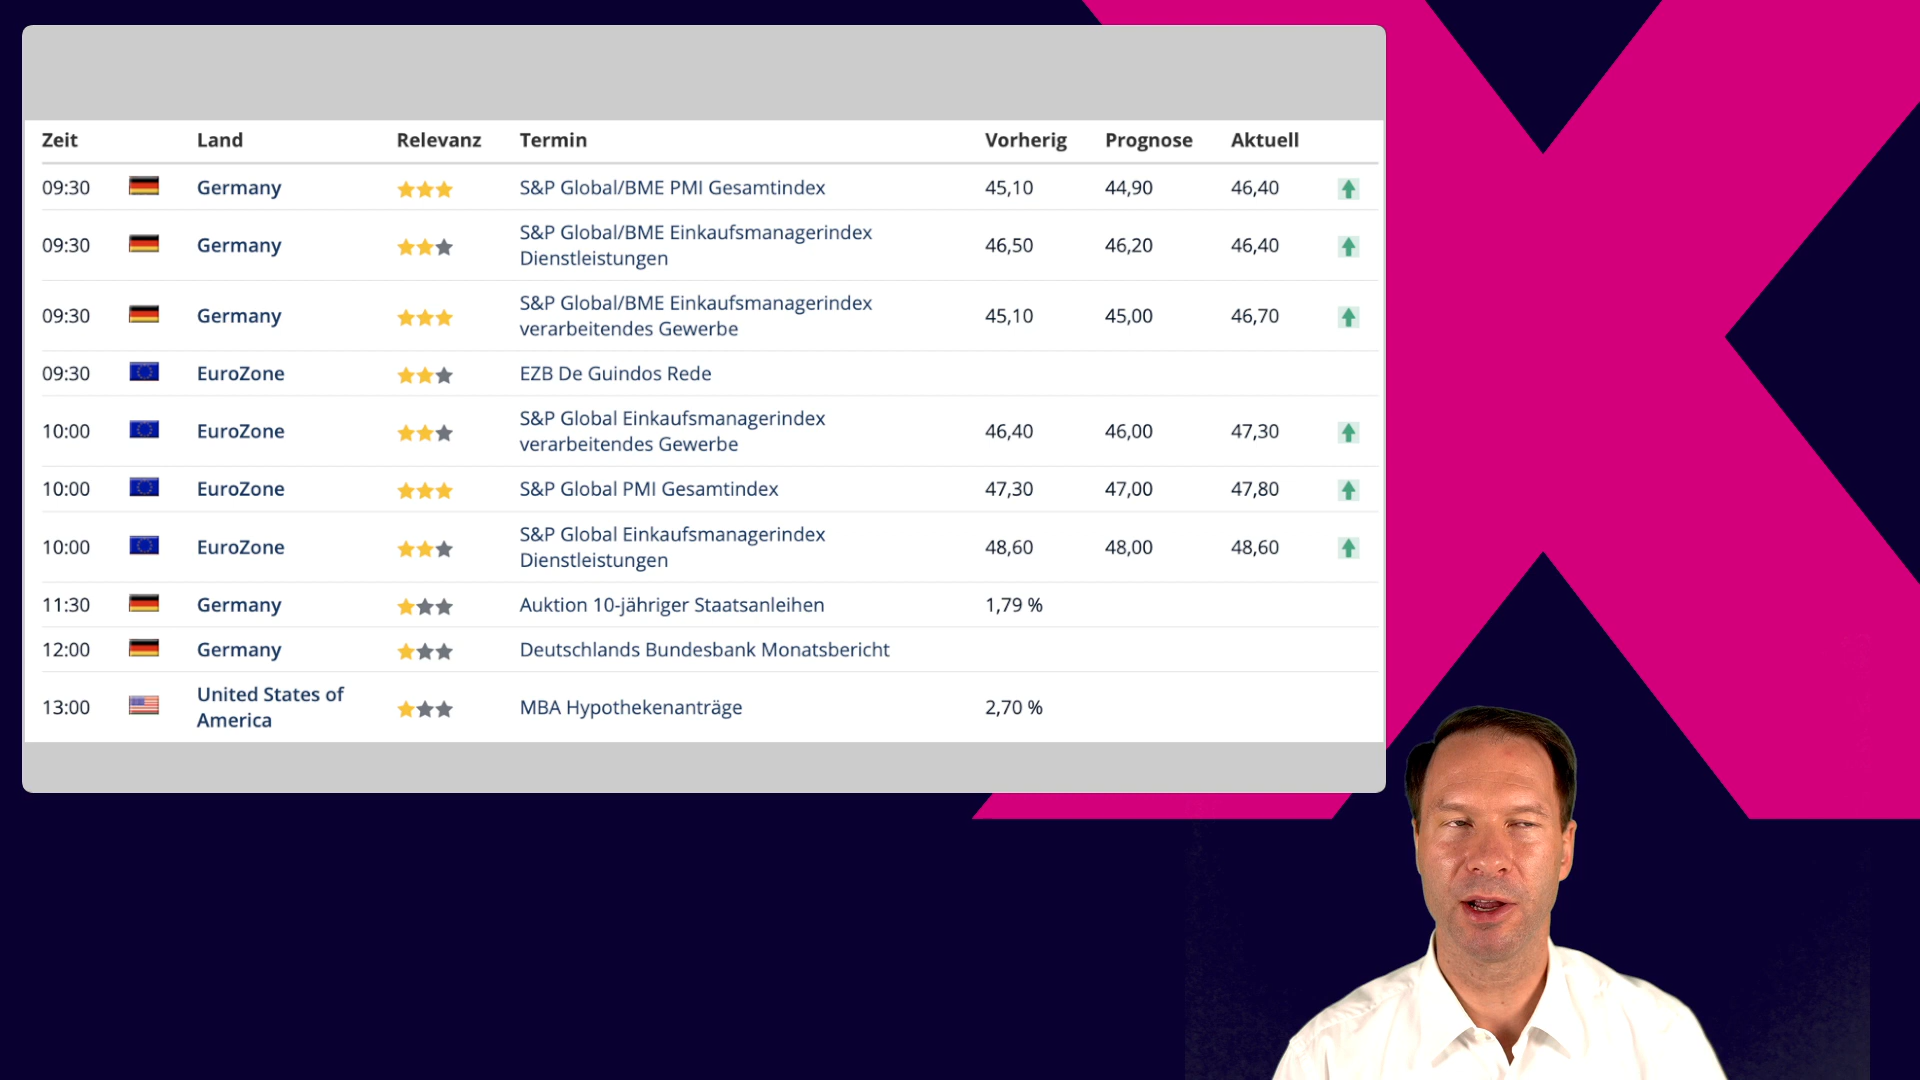 Zeit Land Relevanz Termin Vorherig Prognose Aktuell
09:30 Germany S&P Global/BME PMI Gesamtindex 45,10 44,90 46,40
09:30 Germany S&P Global/BME Einkaufsmanagerindex
Dienstleistungen 46,50 46,20 46,40
09:30 Germany S&P Global/BME Einkaufsmanagerindex
verarbeitendes Gewerbe 45,10 45,00 46,70
09:30 EuroZone EZB De Guindos Rede
10:00 EuroZone S&P Global Einkaufsmanagerindex
verarbeitendes Gewerbe 46,40 46,00 47,30
10:00 EuroZone S&P Global PMI Gesamtindex 47,30 47,00 47,80
10:00 EuroZone S&P Global Einkaufsmanagerindex
Dienstleistungen 48,60 48,00 48,60
11:30 Germany Auktion 10-jähriger Staatsanleihen 1,79 %
12:00 Germany Deutschlands Bundesbank Monatsbericht
13:00 United States of
America MBA Hypothekenanträge 2,70 %